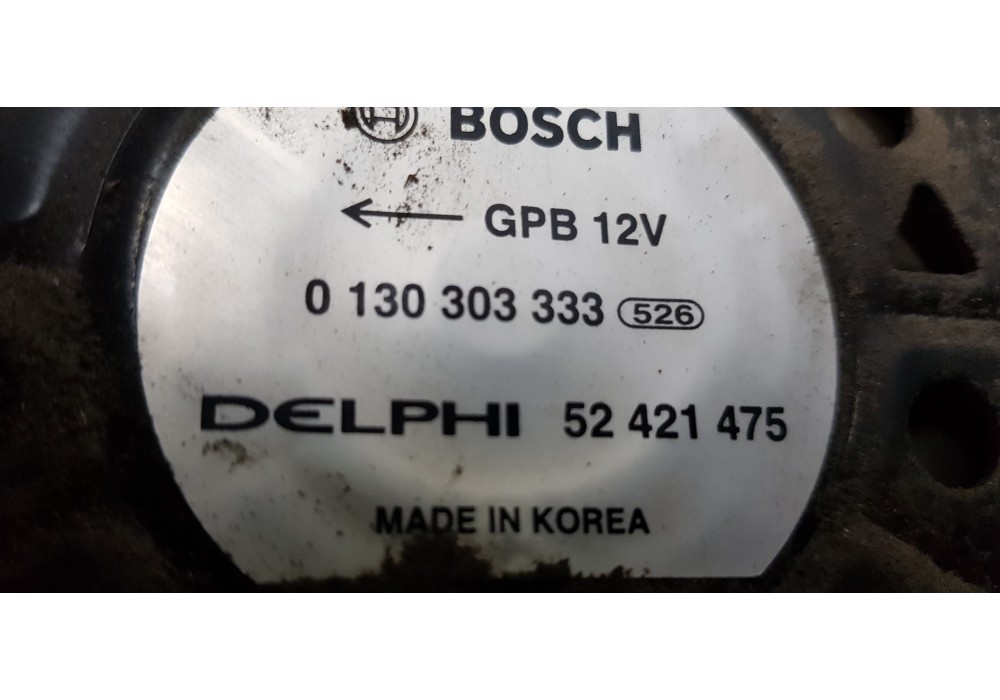 BOSCH
← GPB 12V
0 130 303 333 526
DELPHI 52 421 475
MADE IN KOREA